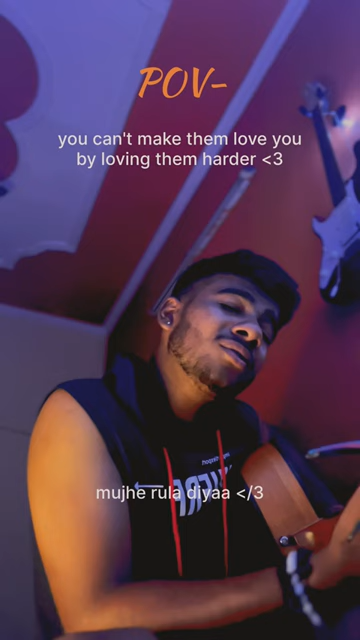 POV-
you can't make them love you
by loving them harder <3
mujhe rula diyaa </3